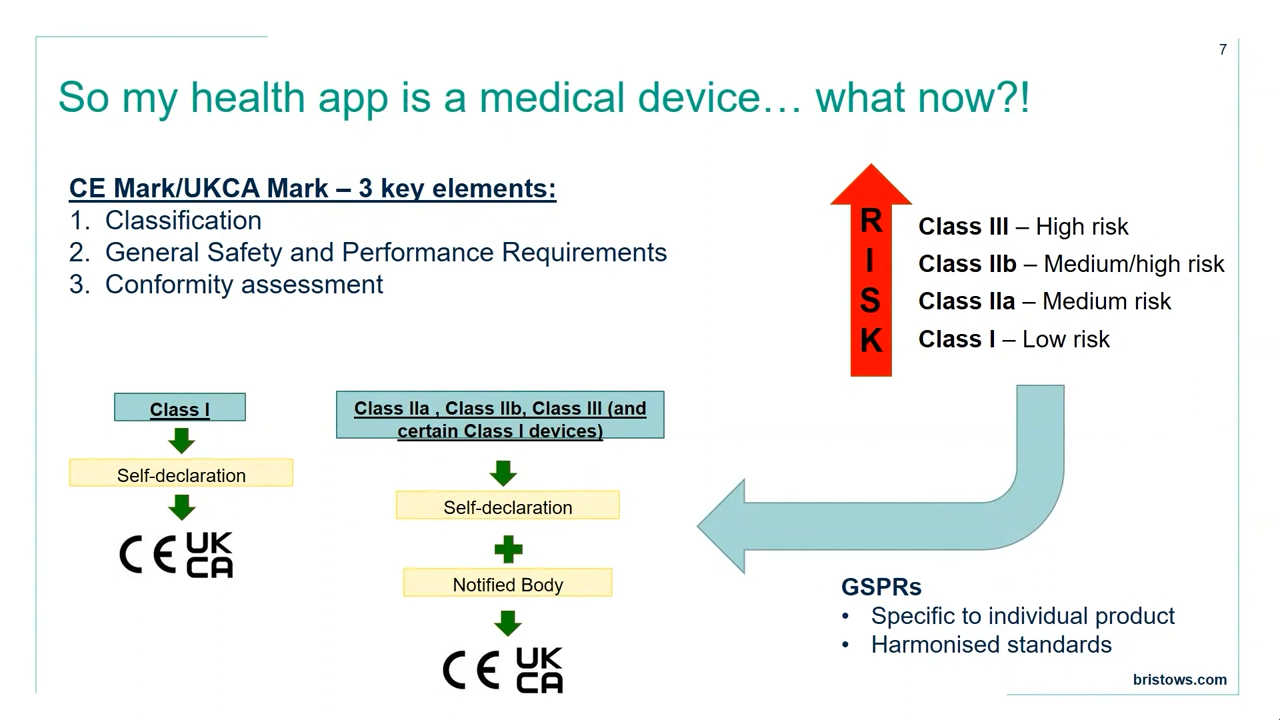 7
So my health app is a medical device… what now?!
CE Mark/UKCA Mark – 3 key elements:
1. Classification
2. General Safety and Performance Requirements
3. Conformity assessment
R
I
S
K
Class III – High risk
Class IIb – Medium/high risk
Class IIa – Medium risk
Class I – Low risk
Class I
Self-declaration
CE UK
CA
Class IIa , Class IIb, Class III (and
certain Class I devices)
Self-declaration
Notified Body
CE UK
CA
GSPRs
• Specific to individual product
• Harmonised standards
bristows.com